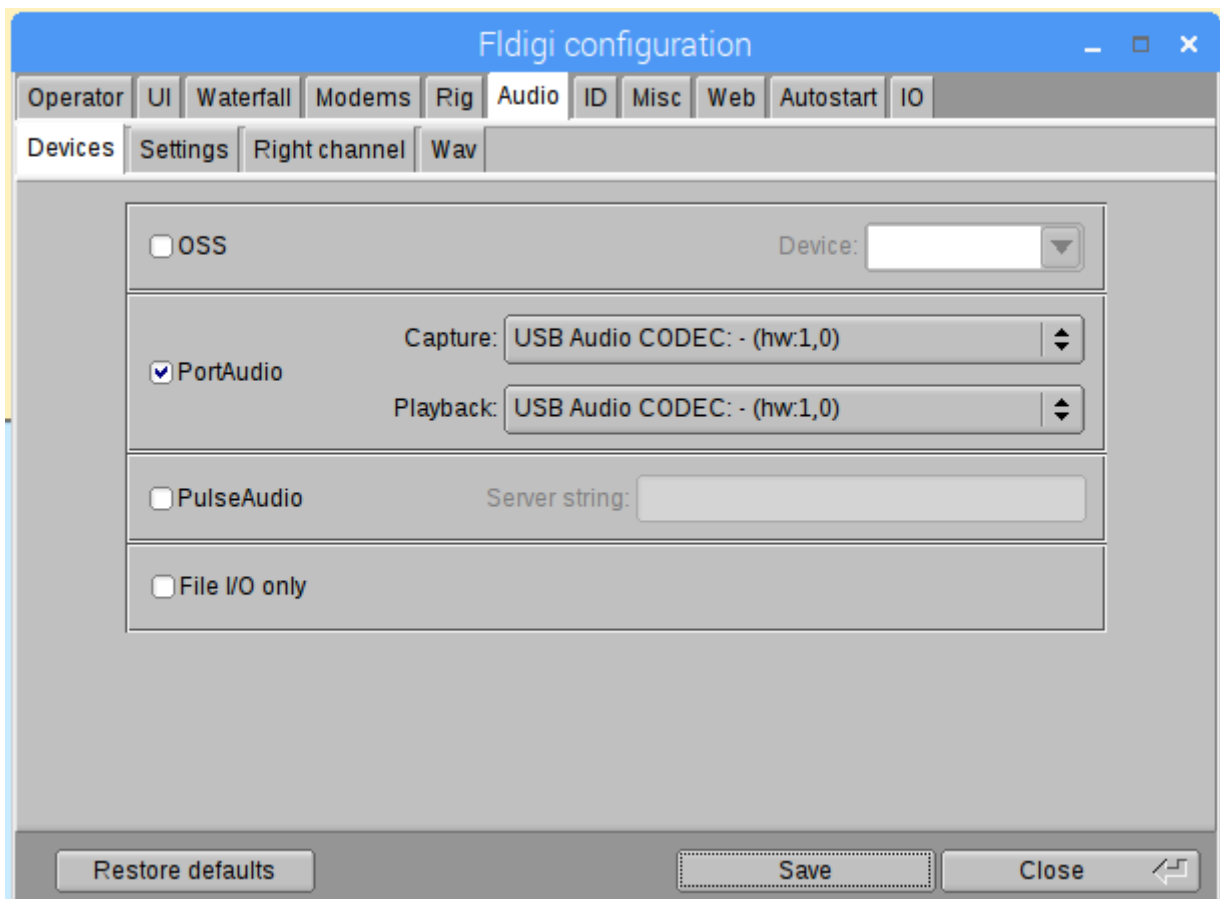 Fldigi configuration
Operator UI Waterfall Modems Rig Audio ID Misc Web Autostart IO
Devices Settings Right channel Wav
OSS Device:
Capture: USB Audio CODEC: - (hw:1,0)
PortAudio
Playback: USB Audio CODEC: - (hw:1,0)
PulseAudio Server string:
File I/O only
Restore defaults Save Close